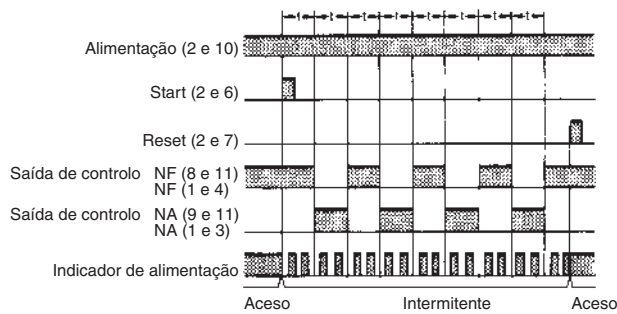 t t t t t t t t
Alimentação (2 e 10)
Start (2 e 6)
Reset (2 e 7)
Saída de controlo NF (8 e 11)
NF (1 e 4)
Saída de controlo NA (9 e 11)
NA (1 e 3)
Indicador de alimentação
Aceso Intermitente Aceso